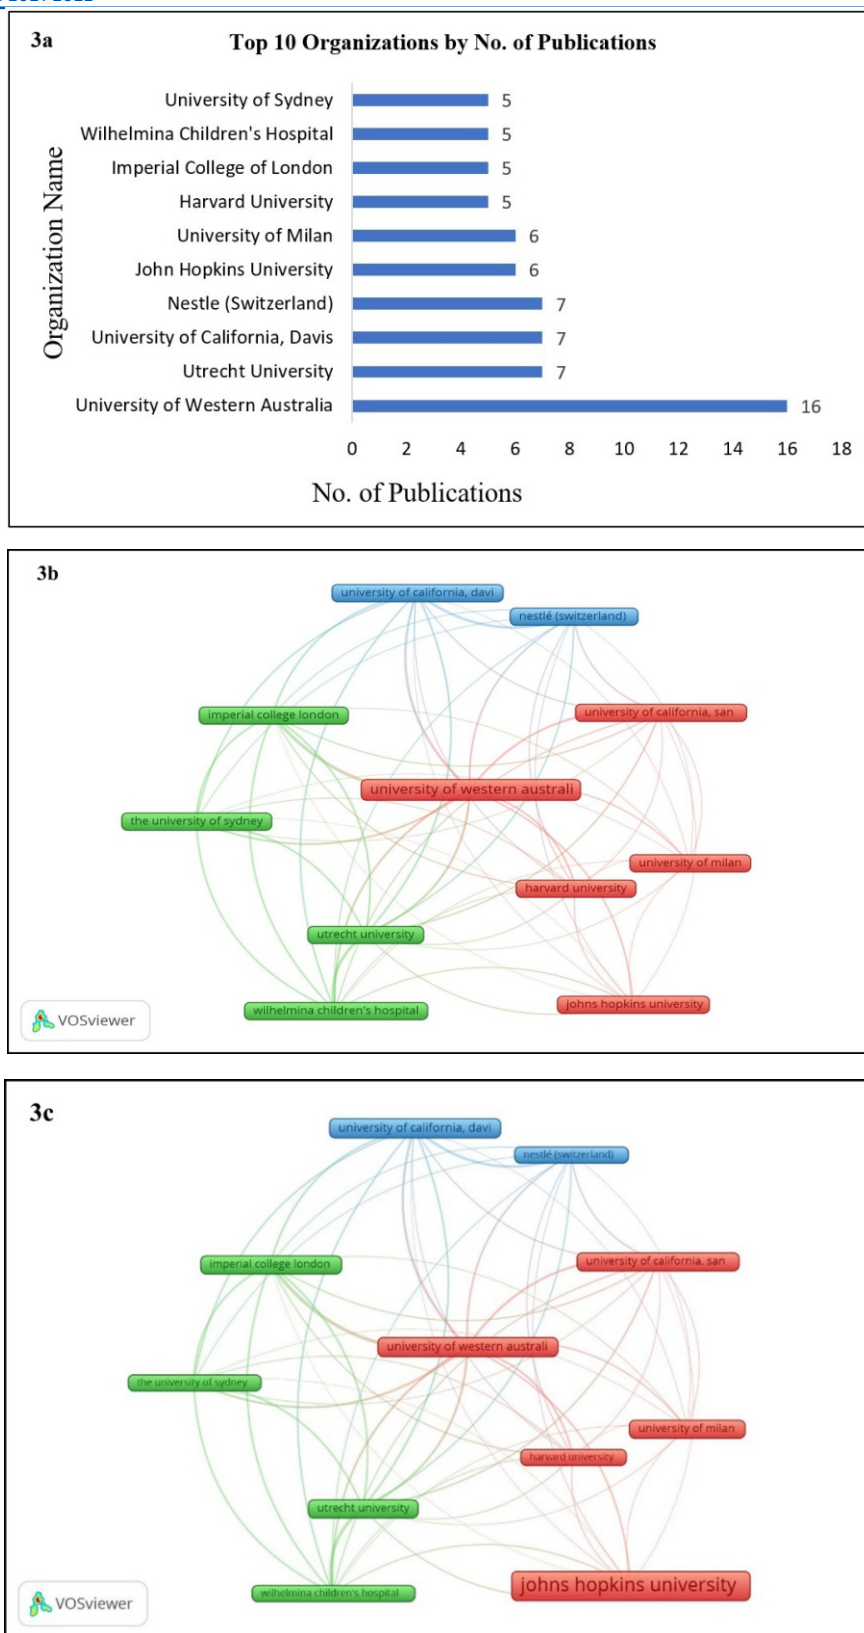 3a
Top 10 Organizations by No. of Publications
Organization Name
University of Sydney 5
Wilhelmina Children's Hospital 5
Imperial College of London 5
Harvard University 5
University of Milan 6
John Hopkins University 6
Nestle (Switzerland) 7
University of California, Davis 7
Utrecht University 7
University of Western Australia 16
0 2 4 6 8 10 12 14 16 18
No. of Publications
3b
university of california, davi
nestlé (switzerland)
imperial college london
university of california, san
university of western australi
the university of sydney
university of milan
harvard university
utrecht university
johns hopkins university
wilhelmina children's hospital
VOSviewer
3c
university of california, davi
nestlé (switzerland)
imperial college london
university of california, san
university of western australi
the university of sydney
university of milan
harvard university
utrecht university
johns hopkins university
wilhelmina children's hospital
VOSviewer